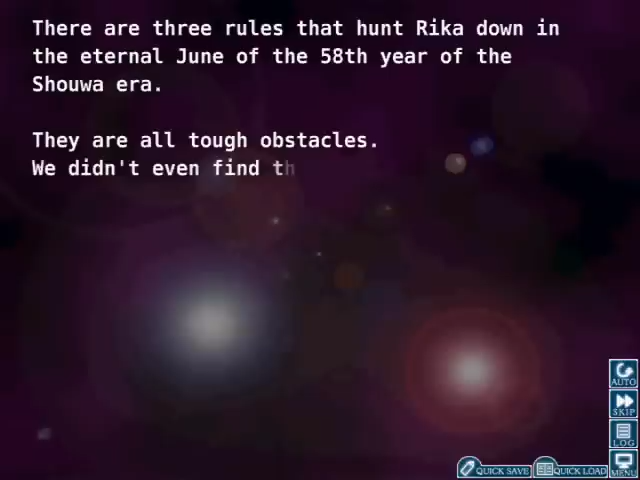 There are three rules that hunt Rika down in
the eternal June of the 58th year of the
Shouwa era.
They are all tough obstacles.
We didn't even find th
AUTO
SKIP
LOG
QUICK SAVE
QUICK LOAD
MENU